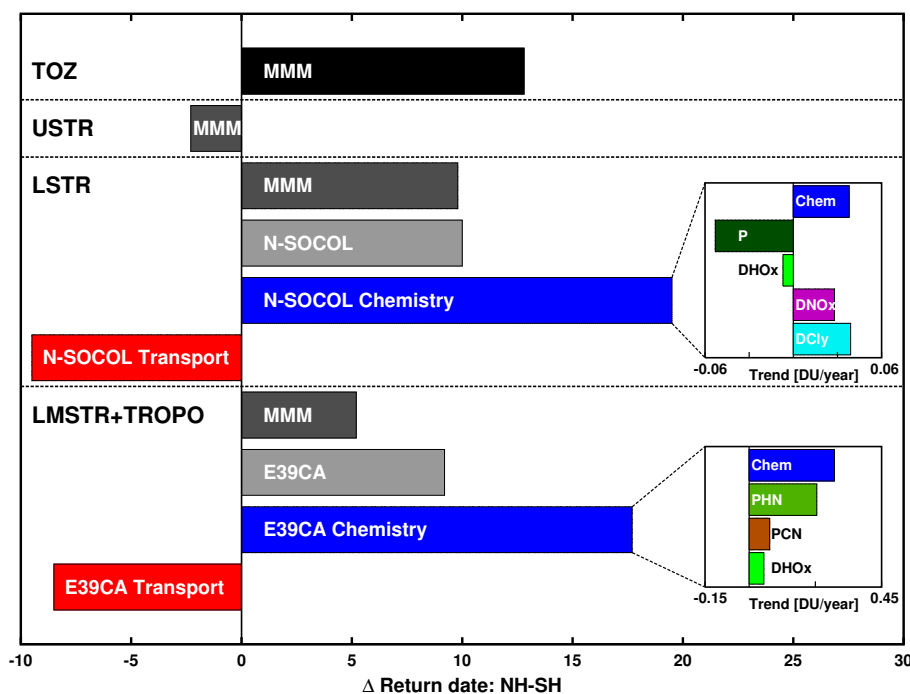 TOZ
MMM
USTR
MMM
LSTR
MMM
Chem
N-SOCOL
P
DHOx
N-SOCOL Chemistry
DNOx
DCly
N-SOCOL Transport
-0.06
0.06
Trend [DU/year]
LMSTR+TROPO
MMM
E39CA
Chem
PHN
E39CA Chemistry
PCN
DHOx
E39CA Transport
-0.15
0.45
Trend [DU/year]
-10 -5 0 5 10 15 20 25 30
Δ Return date: NH-SH